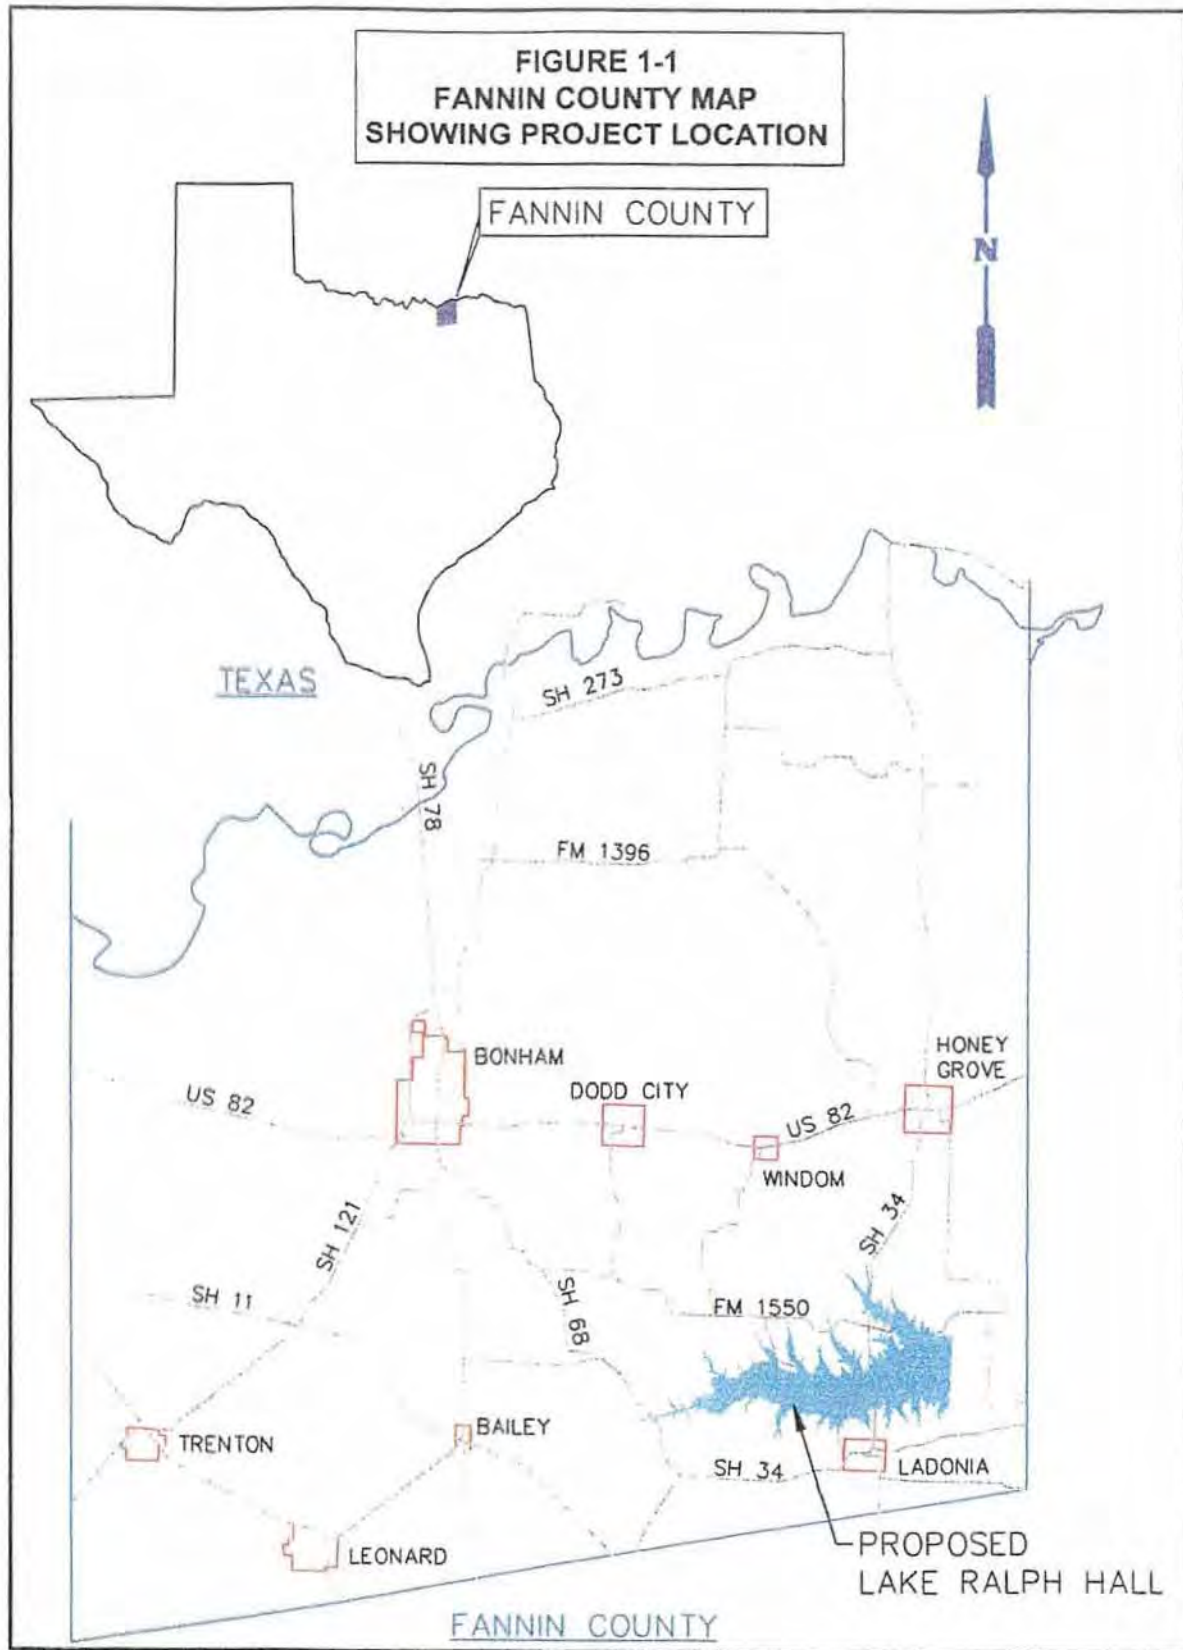 FIGURE 1-1
FANNIN COUNTY MAP
SHOWING PROJECT LOCATION
FANNIN COUNTY
N
TEXAS
SH 273
SH 78
FM 1396
HONEY
GROVE
BONHAM
DODD CITY
US 82
US 82
WINDOM
SH 34
SH 121
SH 11
SH 68
FM 1550
TRENTON
BAILEY
SH 34
LADONIA
LEONARD
PROPOSED
LAKE RALPH HALL
FANNIN COUNTY